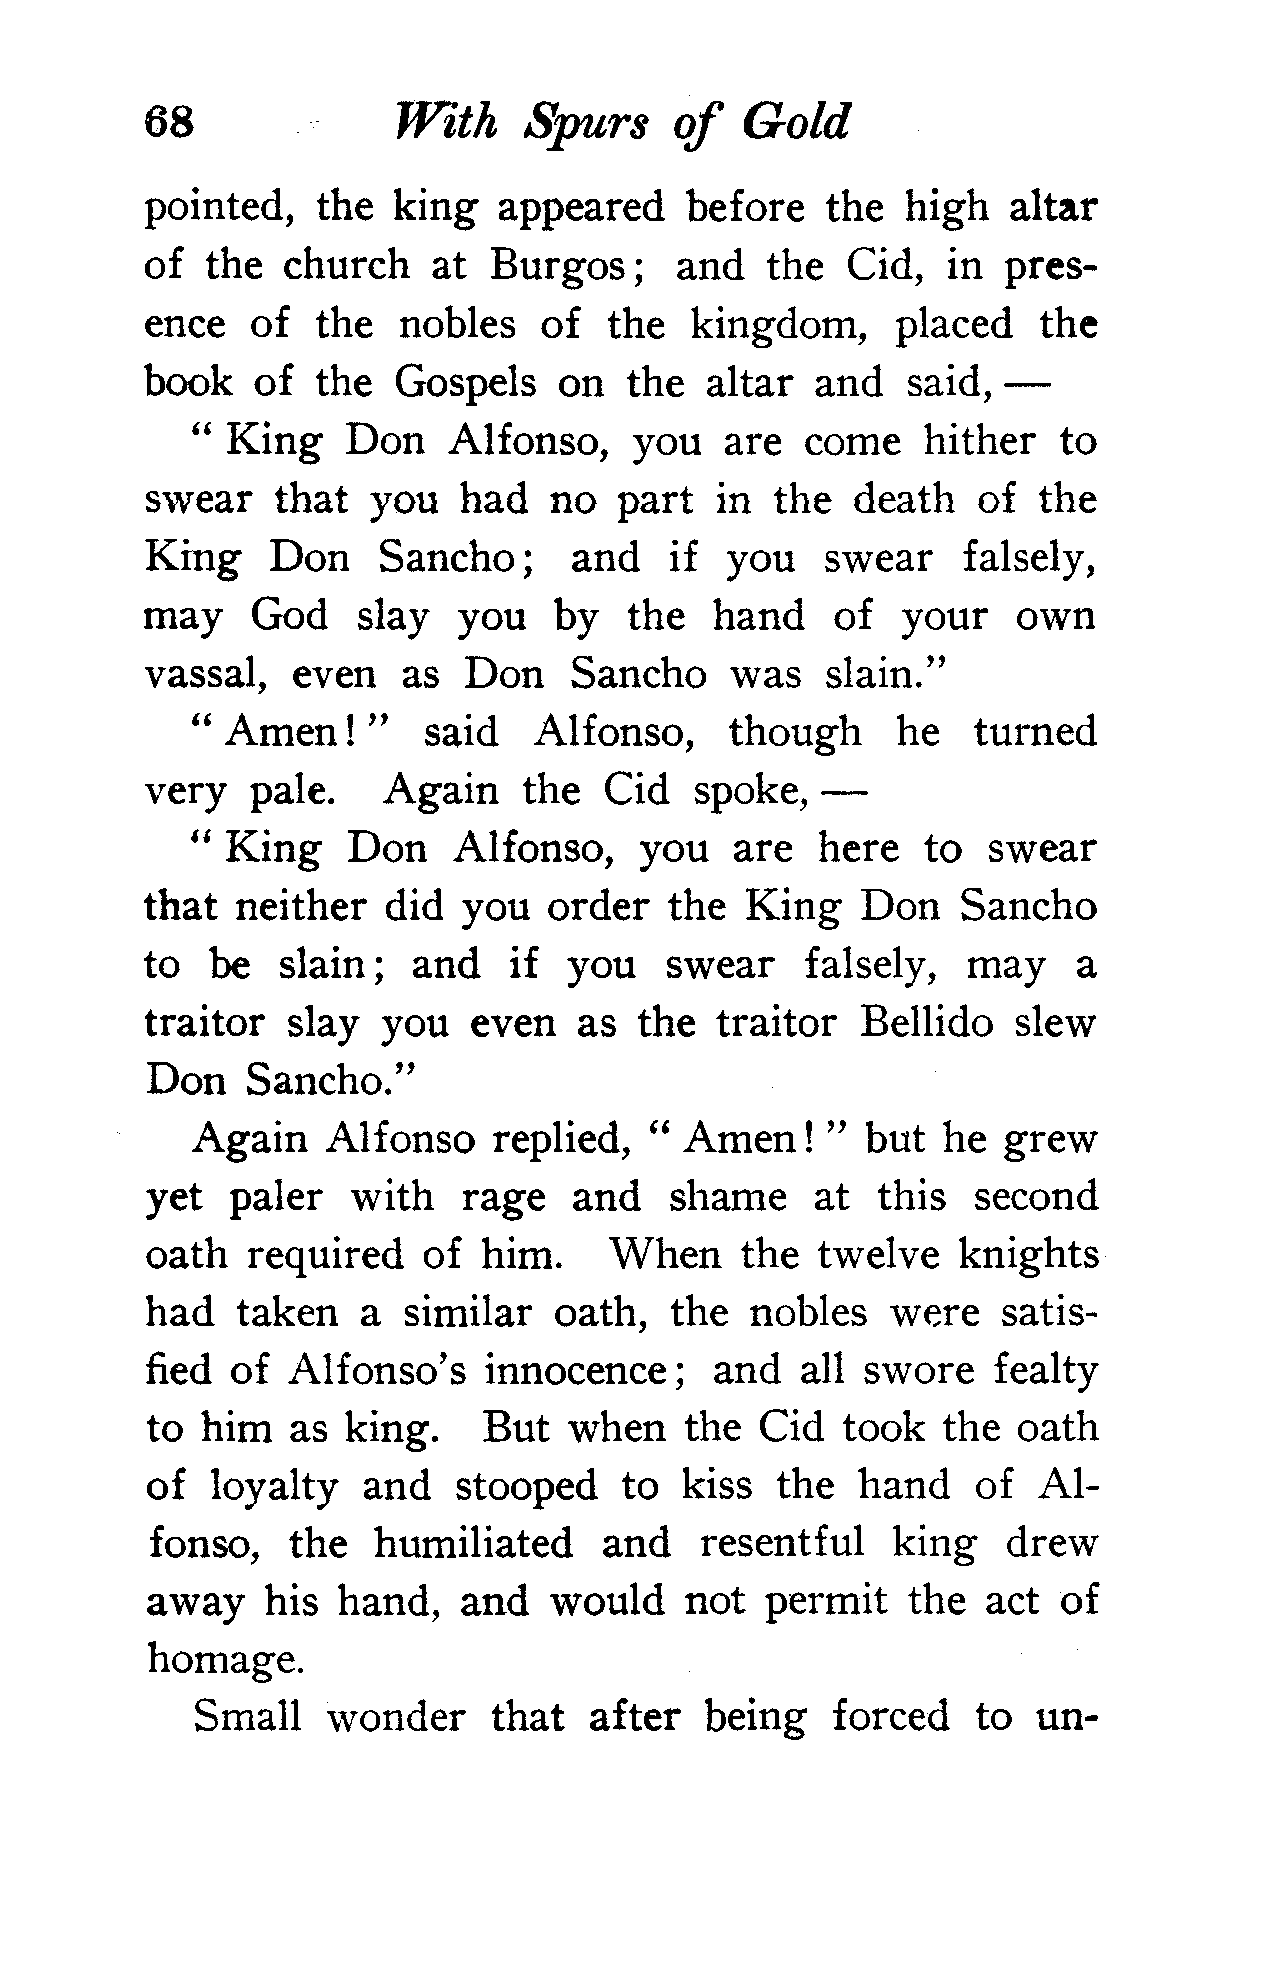 68 With Spurs of Gold
pointed, the king appeared before the high altar
of the church at Burgos; and the Cid, in pres-
ence of the nobles of the kingdom, placed the
book of the Gospels on the altar and said,—
“King Don Alfonso, you are come hither to
swear that you had no part in the death of the
King Don Sancho; and if you swear falsely,
may God slay you by the hand of your own
vassal, even as Don Sancho was slain.”
“Amen!” said Alfonso, though he turned
very pale. Again the Cid spoke,—
“King Don Alfonso, you are here to swear
that neither did you order the King Don Sancho
to be slain; and if you swear falsely, may a
traitor slay you even as the traitor Bellido slew
Don Sancho.”
Again Alfonso replied, “Amen!” but he grew
yet paler with rage and shame at this second
oath required of him. When the twelve knights
had taken a similar oath, the nobles were satis-
fied of Alfonso's innocence; and all swore fealty
to him as king. But when the Cid took the oath
of loyalty and stooped to kiss the hand of Al-
fonso, the humiliated and resentful king drew
away his hand, and would not permit the act of
homage.
Small wonder that after being forced to un-